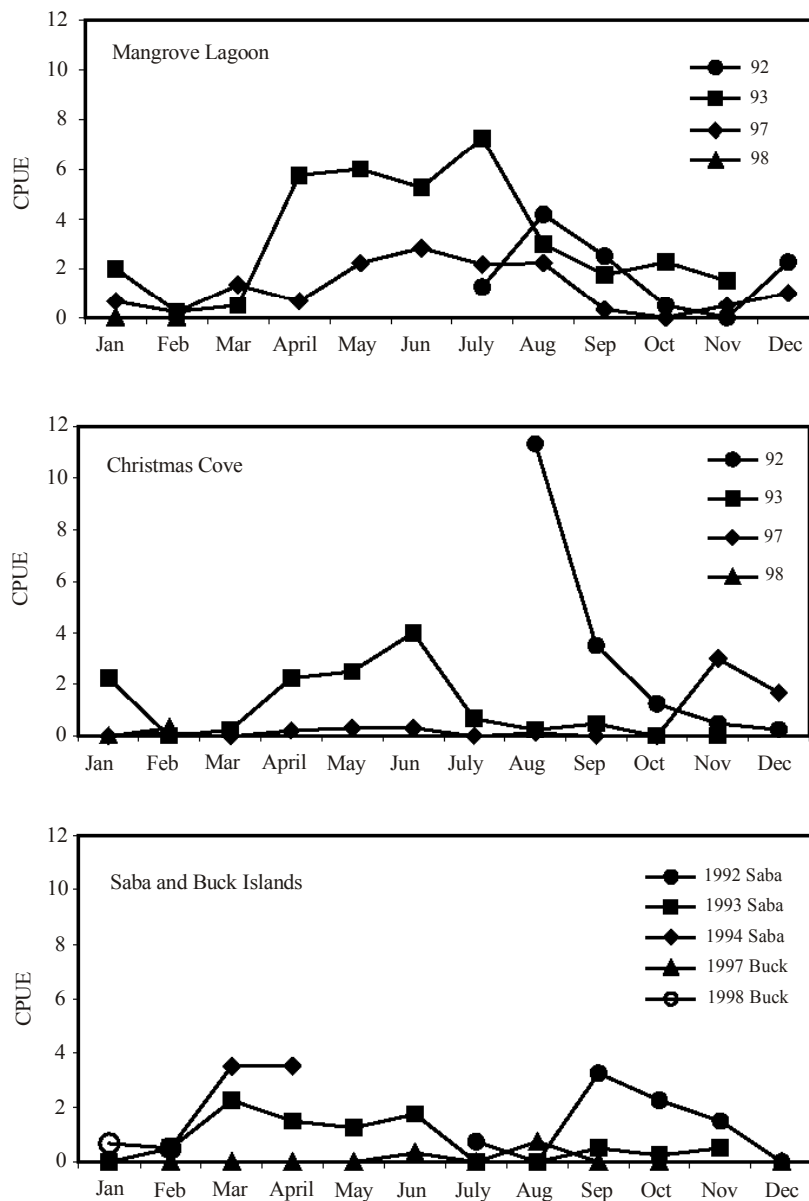 12
Mangrove Lagoon
92
10
93
8
97
6
98
CPUE
4
2
0
Jan Feb Mar April May Jun July Aug Sep Oct Nov Dec
12
Christmas Cove
92
10
93
8
97
6
98
CPUE
4
2
0
Jan Feb Mar April May Jun July Aug Sep Oct Nov Dec
12
Saba and Buck Islands
1992 Saba
10
1993 Saba
8
1994 Saba
1997 Buck
6
1998 Buck
CPUE
4
2
0
Jan Feb Mar April May Jun July Aug Sep Oct Nov Dec